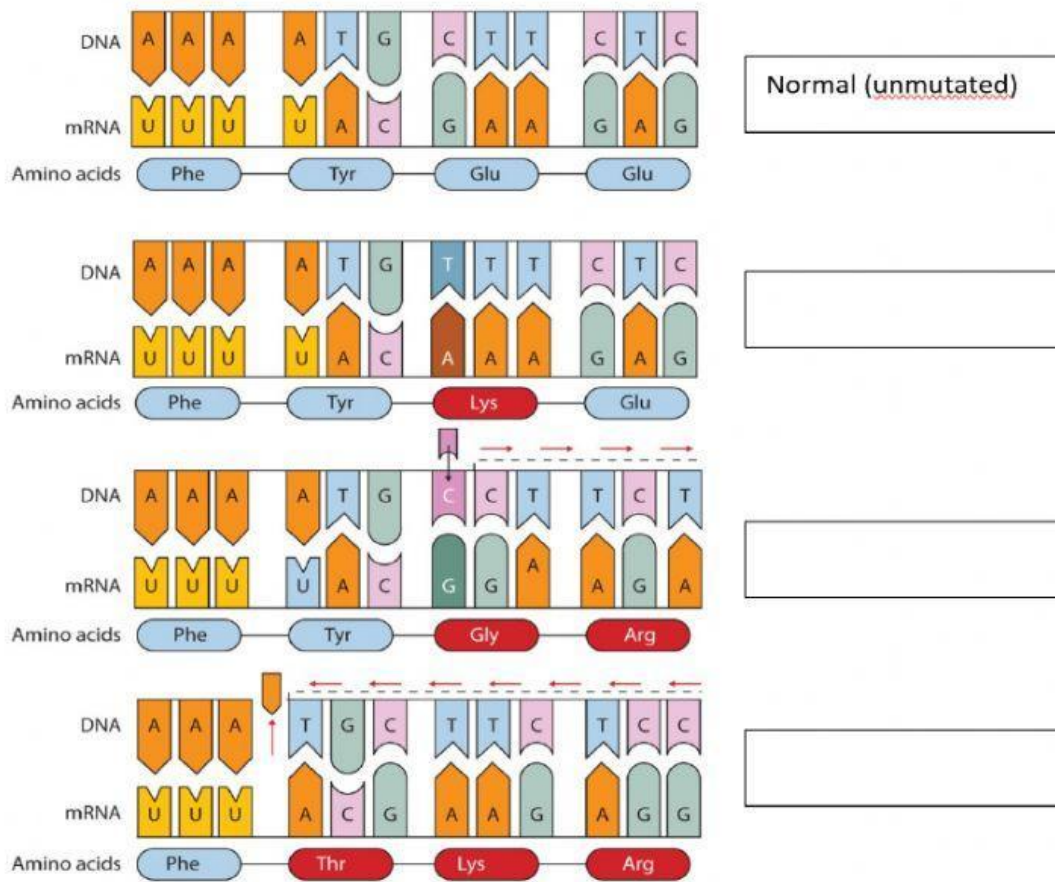 DNA A A A A T G C T T C T C
Normal (unmutated)
mRNA U U U U A C G A A G A G
Amino acids Phe Tyr Glu Glu
DNA A A A A T G T T T C T C
mRNA U U U U A C A A A G A G
Amino acids Phe Tyr Lys Glu
DNA A A A A T G C C T T C T
mRNA U U U U A C G G A A G A
Amino acids Phe Tyr Gly Arg
DNA A A A T G C T T C T C C
mRNA U U U A C G A A G A G G
Amino acids Phe Thr Lys Arg